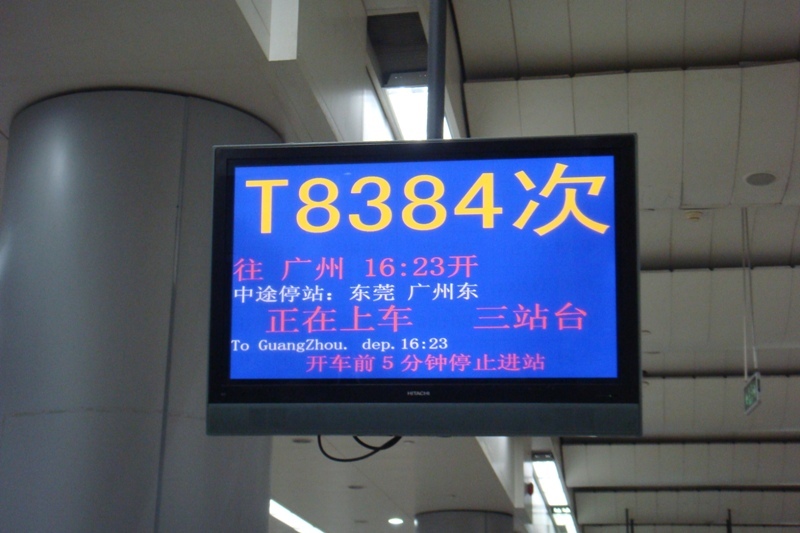 T8384次
往 广州 16:23开
中途停站：东莞 广州东
正在上车 三站台
To GuangZhou. dep.16:23
开车前5分钟停止进站
HITACHI